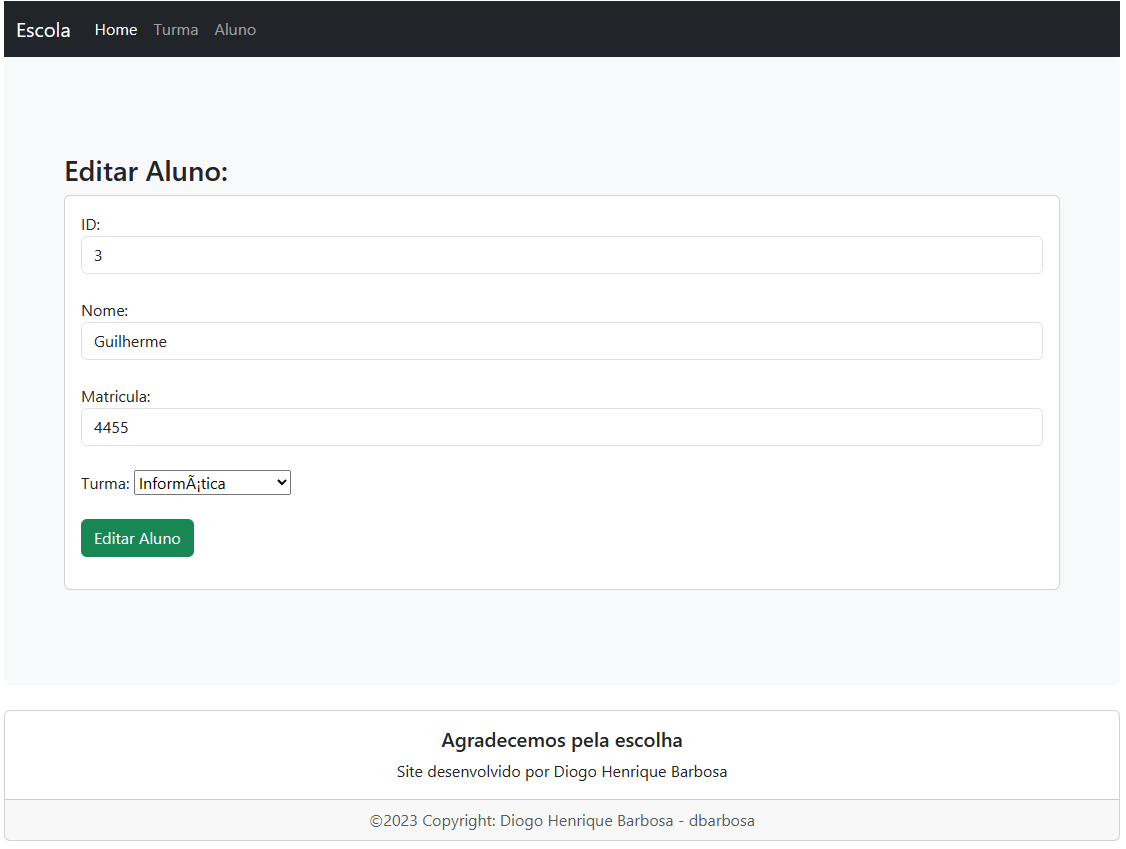 Escola Home Turma Aluno
Editar Aluno:
ID:
3
Nome:
Guilherme
Matricula:
4455
Turma: InformÃ¡tica
Editar Aluno
Agradecemos pela escolha
Site desenvolvido por Diogo Henrique Barbosa
©2023 Copyright: Diogo Henrique Barbosa - dbarbosa